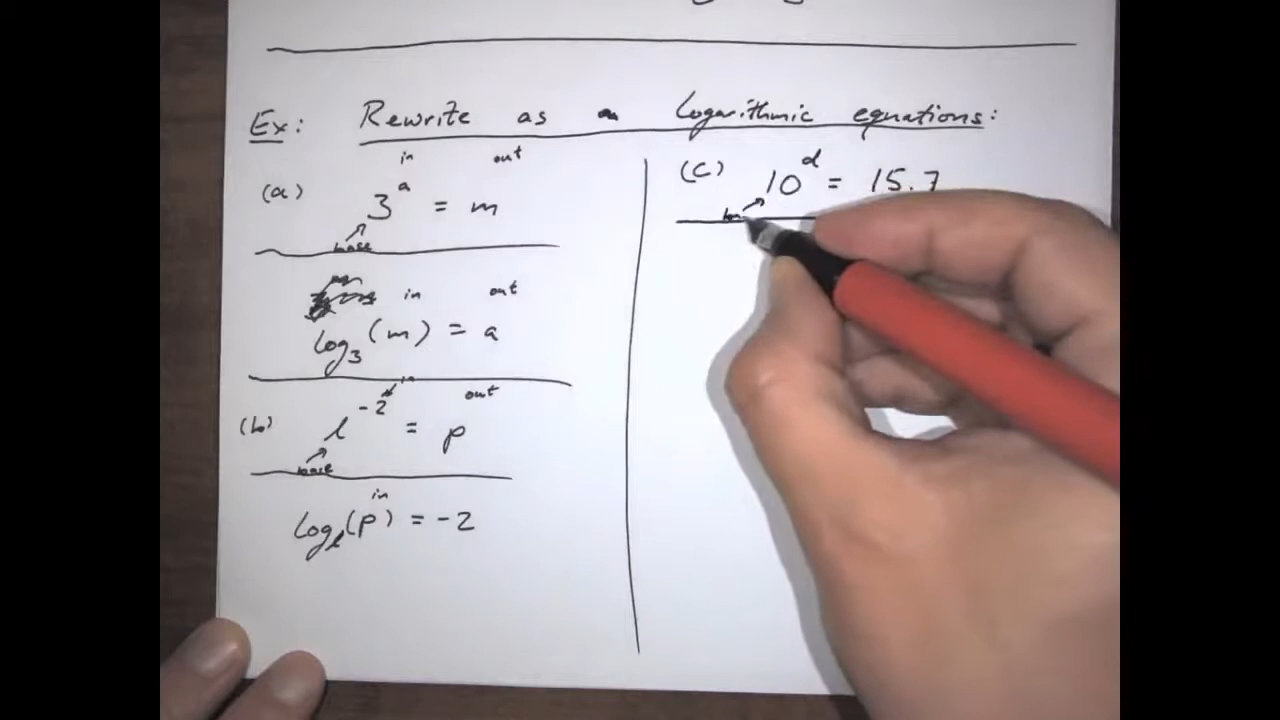 Ex: Rewrite as a Logarithmic equations:
in out
(a) 3^a = m
base
in out
log_3 (m) = a
in
out
(b) l^-2 = p
base
in
log_l (p) = -2
(c) 10^d = 15.7